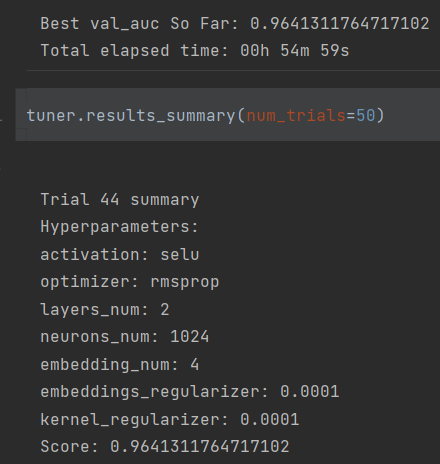 Best val_auc So Far: 0.9641311764717102
Total elapsed time: 00h 54m 59s
tuner.results_summary(num_trials=50)
Trial 44 summary
Hyperparameters:
activation: selu
optimizer: rmsprop
layers_num: 2
neurons_num: 1024
embedding_num: 4
embeddings_regularizer: 0.0001
kernel_regularizer: 0.0001
Score: 0.9641311764717102